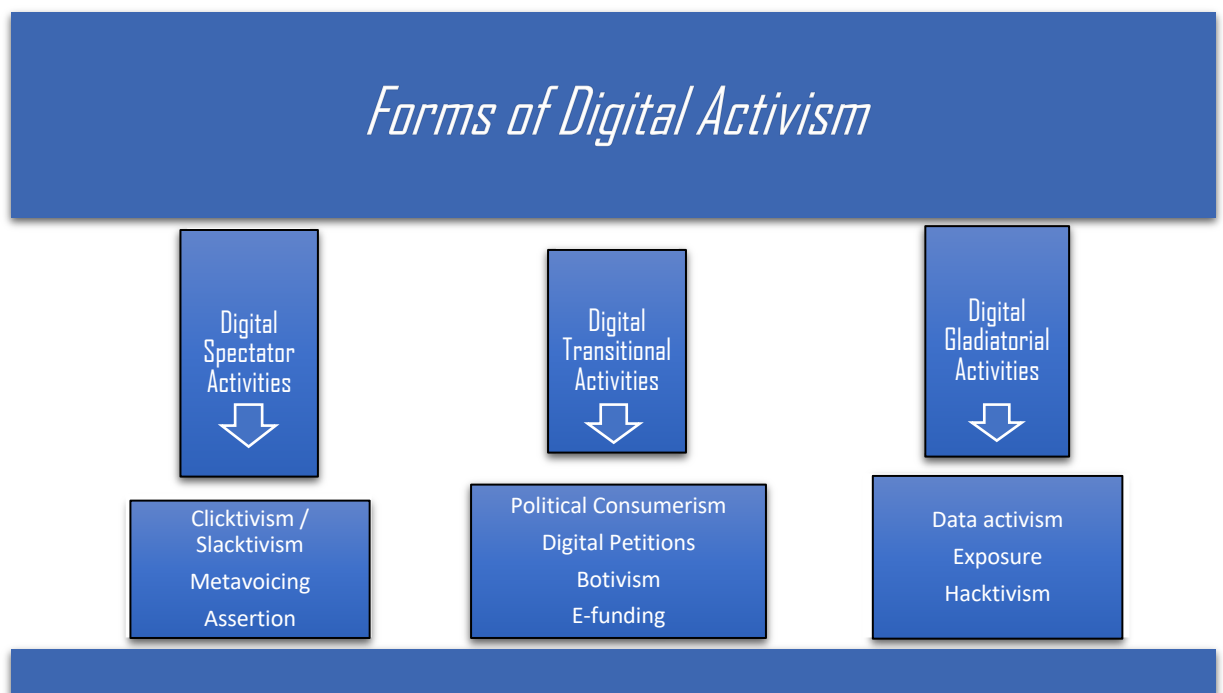 Forms of Digital Activism
Digital
Spectator
Activities
Clicktivism /
Slacktivism
Metavoicing
Assertion
Digital
Transitional
Activities
Political Consumerism
Digital Petitions
Botivism
E-funding
Digital
Gladiatorial
Activities
Data activism
Exposure
Hacktivism